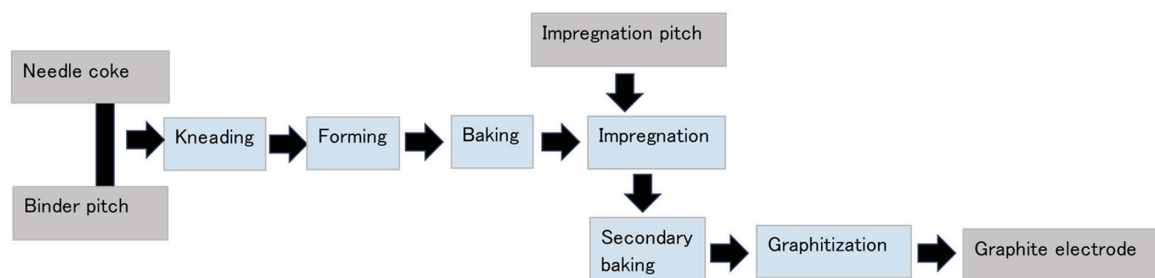 Impregnation pitch
Needle coke
Kneading
Forming
Baking
Impregnation
Binder pitch
Secondary
baking
Graphitization
Graphite electrode